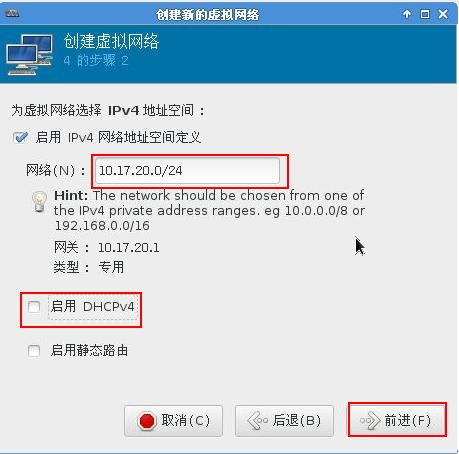 创建新的虚拟网络
创建虚拟网络
4 的步骤 2
为虚拟网络选择 IPv4 地址空间：
启用 IPv4 网络地址空间定义
网络(N)： 10.17.20.0/24
Hint: The network should be chosen from one of
the IPv4 private address ranges. eg 10.0.0.0/8 or
192.168.0.0/16
网关： 10.17.20.1
类型： 专用
启用 DHCPv4
启用静态路由
取消(C) 后退(B) 前进(F)